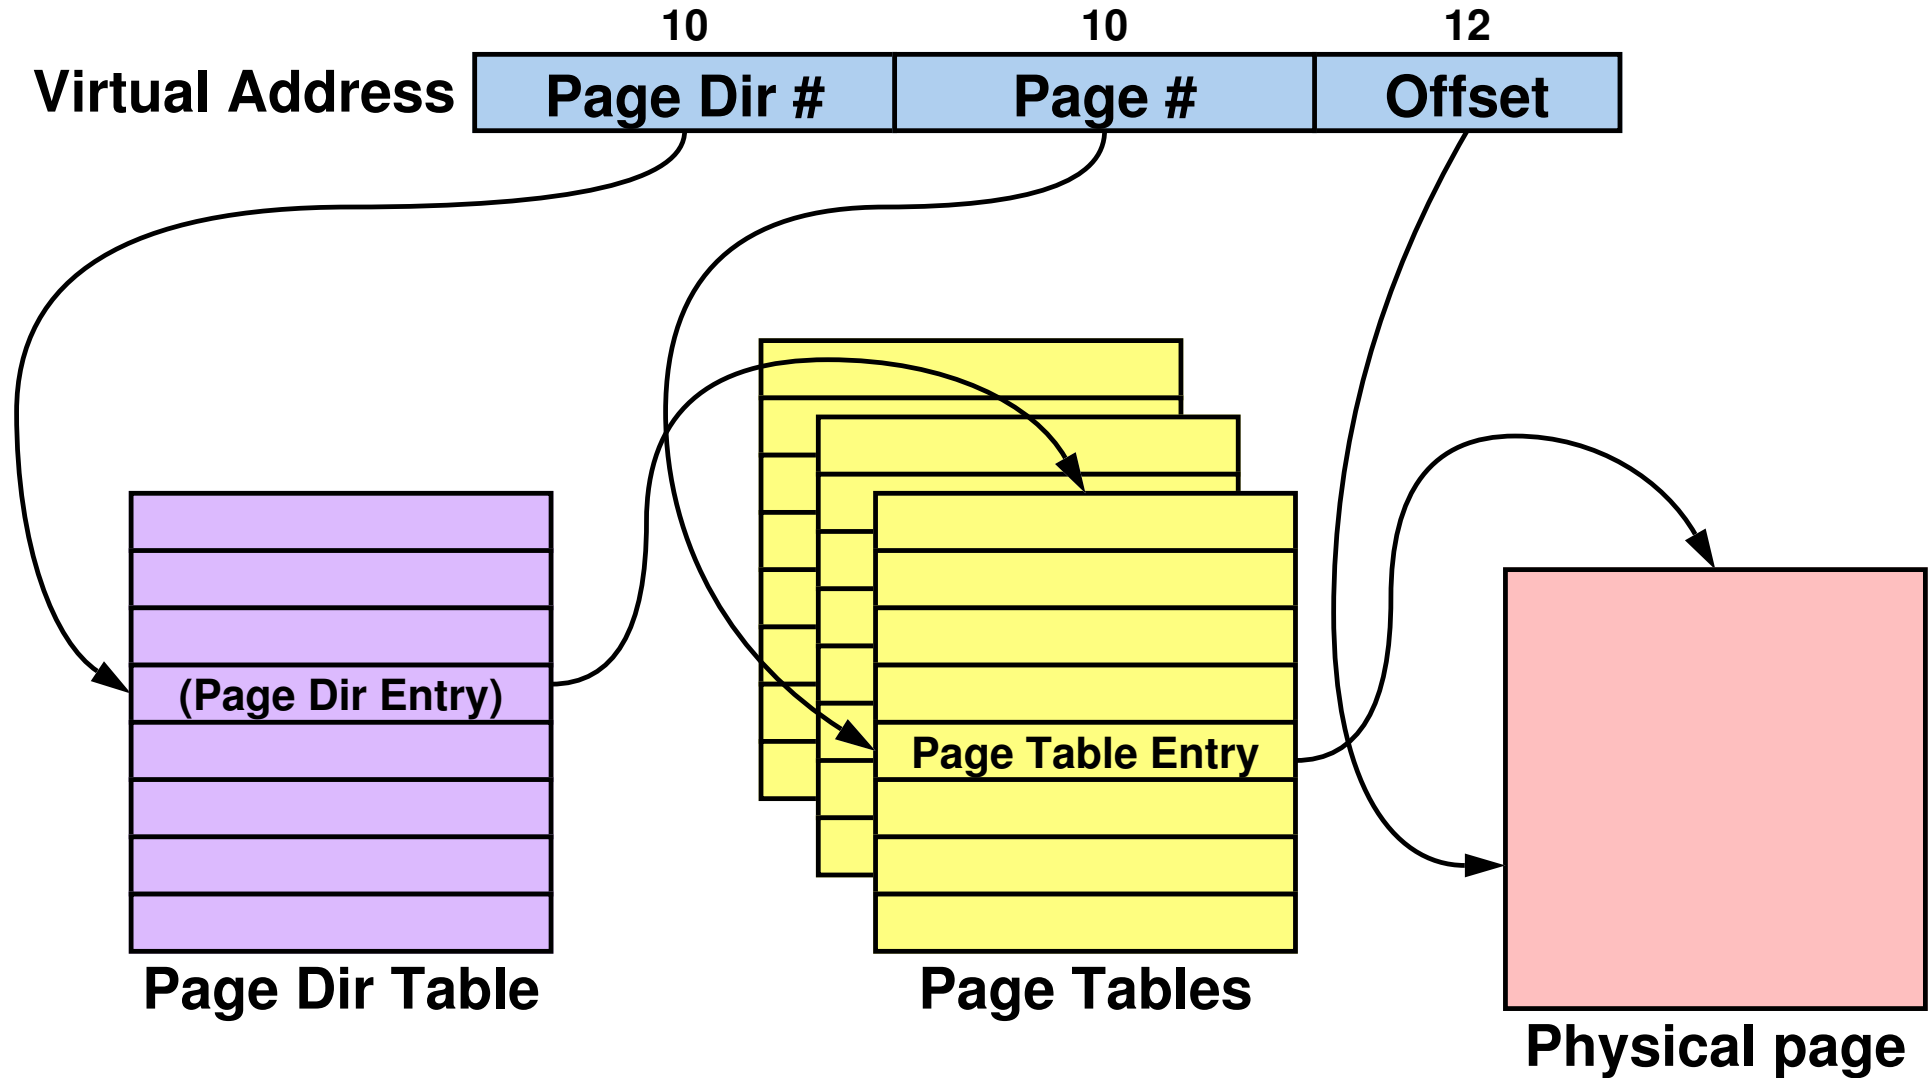 10 10 12
Virtual Address Page Dir # Page # Offset
(Page Dir Entry)
Page Table Entry
Page Dir Table
Page Tables
Physical page